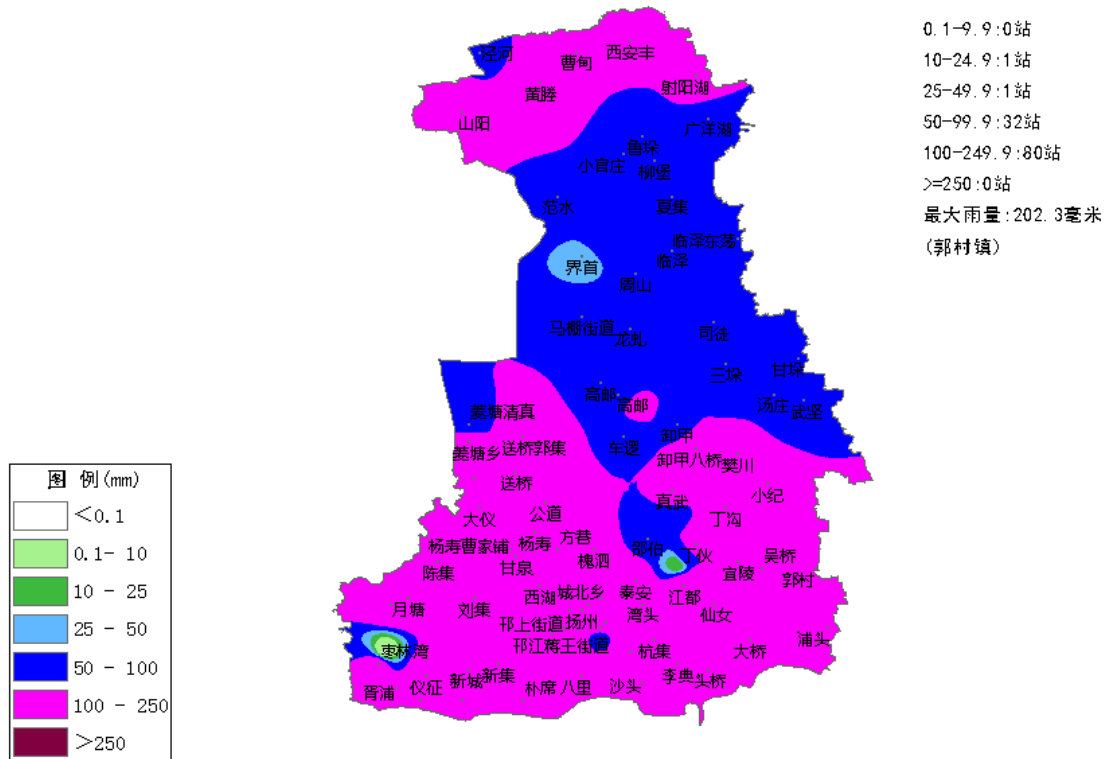 0.1-9.9:0站
10-24.9:1站
25-49.9:1站
50-99.9:32站
100-249.9:80站
>=250:0站
最大雨量:202.3毫米
(郭村镇)
泾河
曹甸
西安丰
黄塍
射阳湖
山阳
广洋湖
鲁垛
小官庄
柳堡
范水
夏集
临泽东荡
临泽
界首
周山
马棚街道
龙虬
司徒
三垛
甘垛
高邮
高邮
汤庄
武坚
菱塘清真
卸甲
车逻
菱塘乡
送桥郭集
卸甲八桥
樊川
送桥
小纪
真武
大仪
公道
丁沟
杨寿曹家铺
杨寿
方巷
邵伯
丁伙
吴桥
槐泗
陈集
甘泉
宜陵
郭村
西湖
城北乡
泰安
江都
月塘
刘集
湾头
仙女
邗上街道
扬州
浦头
邗江蒋王街道
枣林湾
杭集
大桥
新城
新集
李典
头桥
胥浦
仪征
朴席
八里
沙头
图 例(mm)
<0.1
0.1- 10
10 - 25
25 - 50
50 - 100
100 - 250
>250